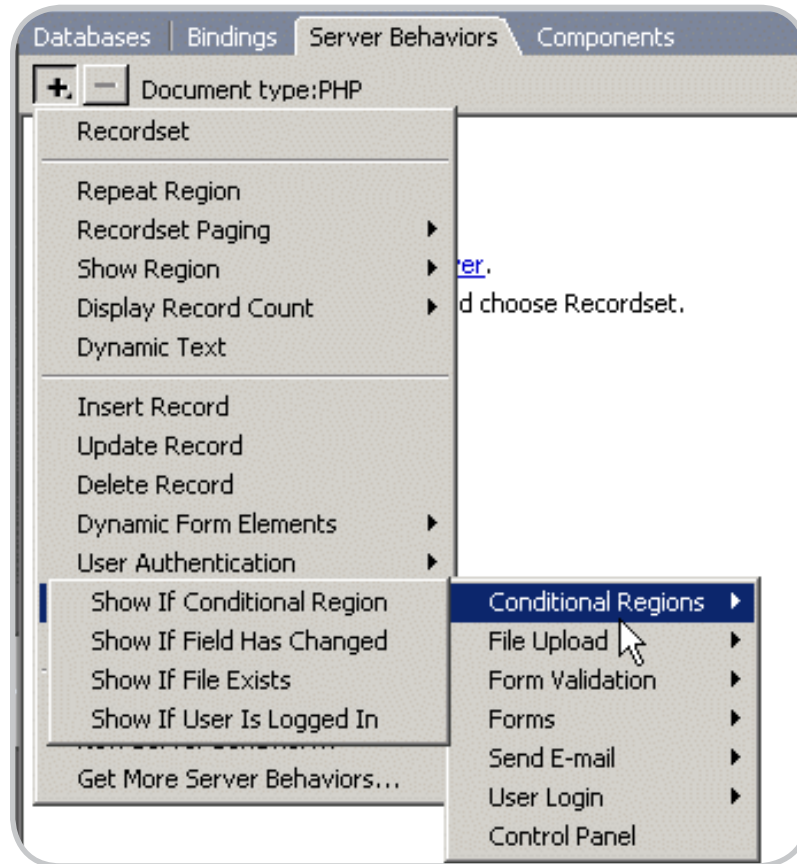 Databases | Bindings Server Behaviors Components
+ - Document type:PHP
Recordset
Repeat Region
Recordset Paging
Show Region
er.
Display Record Count
d choose Recordset.
Dynamic Text
Insert Record
Update Record
Delete Record
Dynamic Form Elements
User Authentication
Show If Conditional Region
Conditional Regions
Show If Field Has Changed
File Upload
Show If File Exists
Form Validation
Show If User Is Logged In
Forms
Send E-mail
Get More Server Behaviors...
User Login
Control Panel